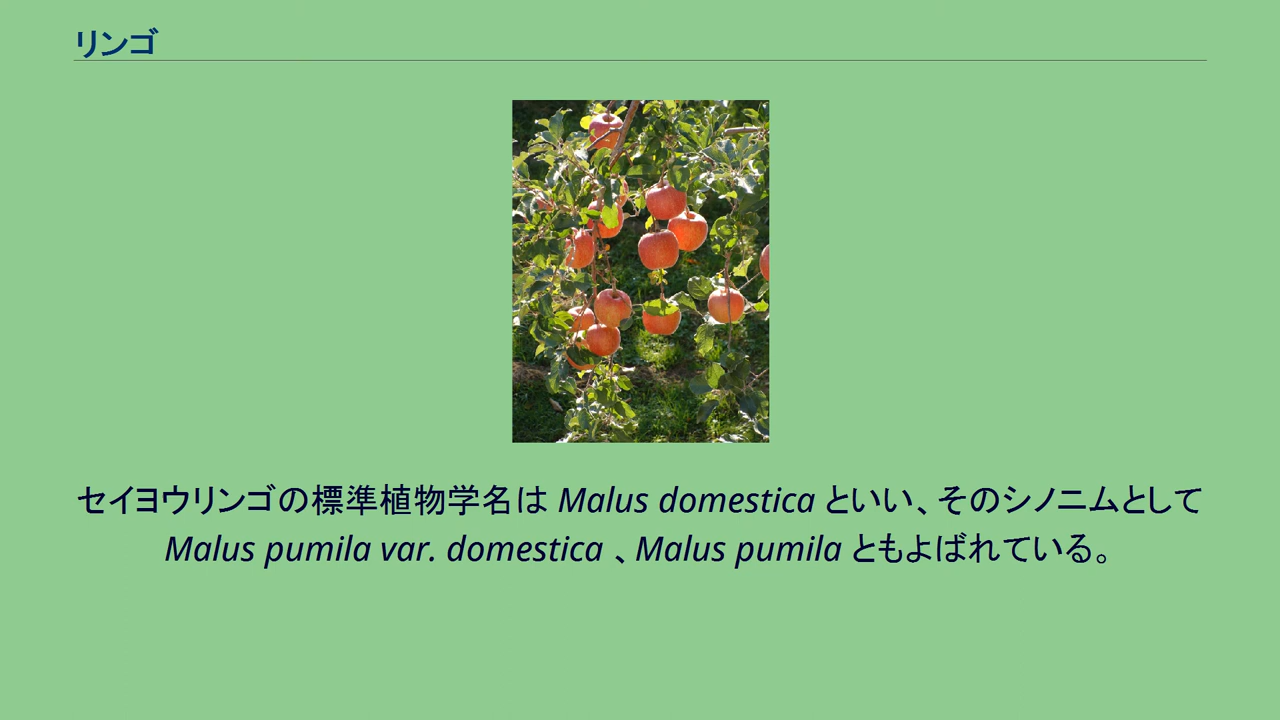 リンゴ
セイヨウリンゴの標準植物学名は Malus domestica といい、そのシノニムとして
Malus pumila var. domestica 、Malus pumila ともよばれている。